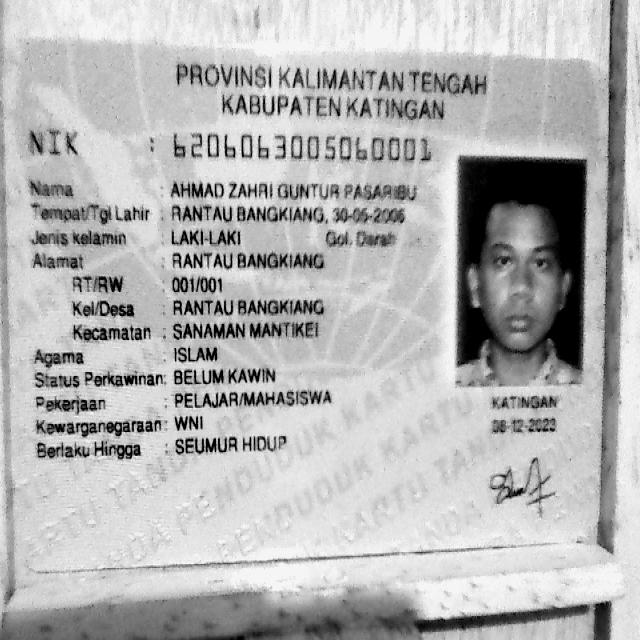 PROVINSI KALIMANTAN TENGAH
KABUPATEN KATINGAN
NIK : 6206063005060001
Nama : AHMAD ZAHRI GUNTUR PASARIBU
Tempat/Tgl Lahir : RANTAU BANGKIANG, 30-05-2006
Jenis kelamin : LAKI-LAKI Gol. Darah
Alamat : RANTAU BANGKIANG
RT/RW : 001/001
Kel/Desa : RANTAU BANGKIANG
Kecamatan : SANAMAN MANTIKEI
Agama : ISLAM
Status Perkawinan: BELUM KAWIN
Pekerjaan : PELAJAR/MAHASISWA
Kewarganegaraan: WNI
Berlaku Hingga : SEUMUR HIDUP
KATINGAN
08-12-2023